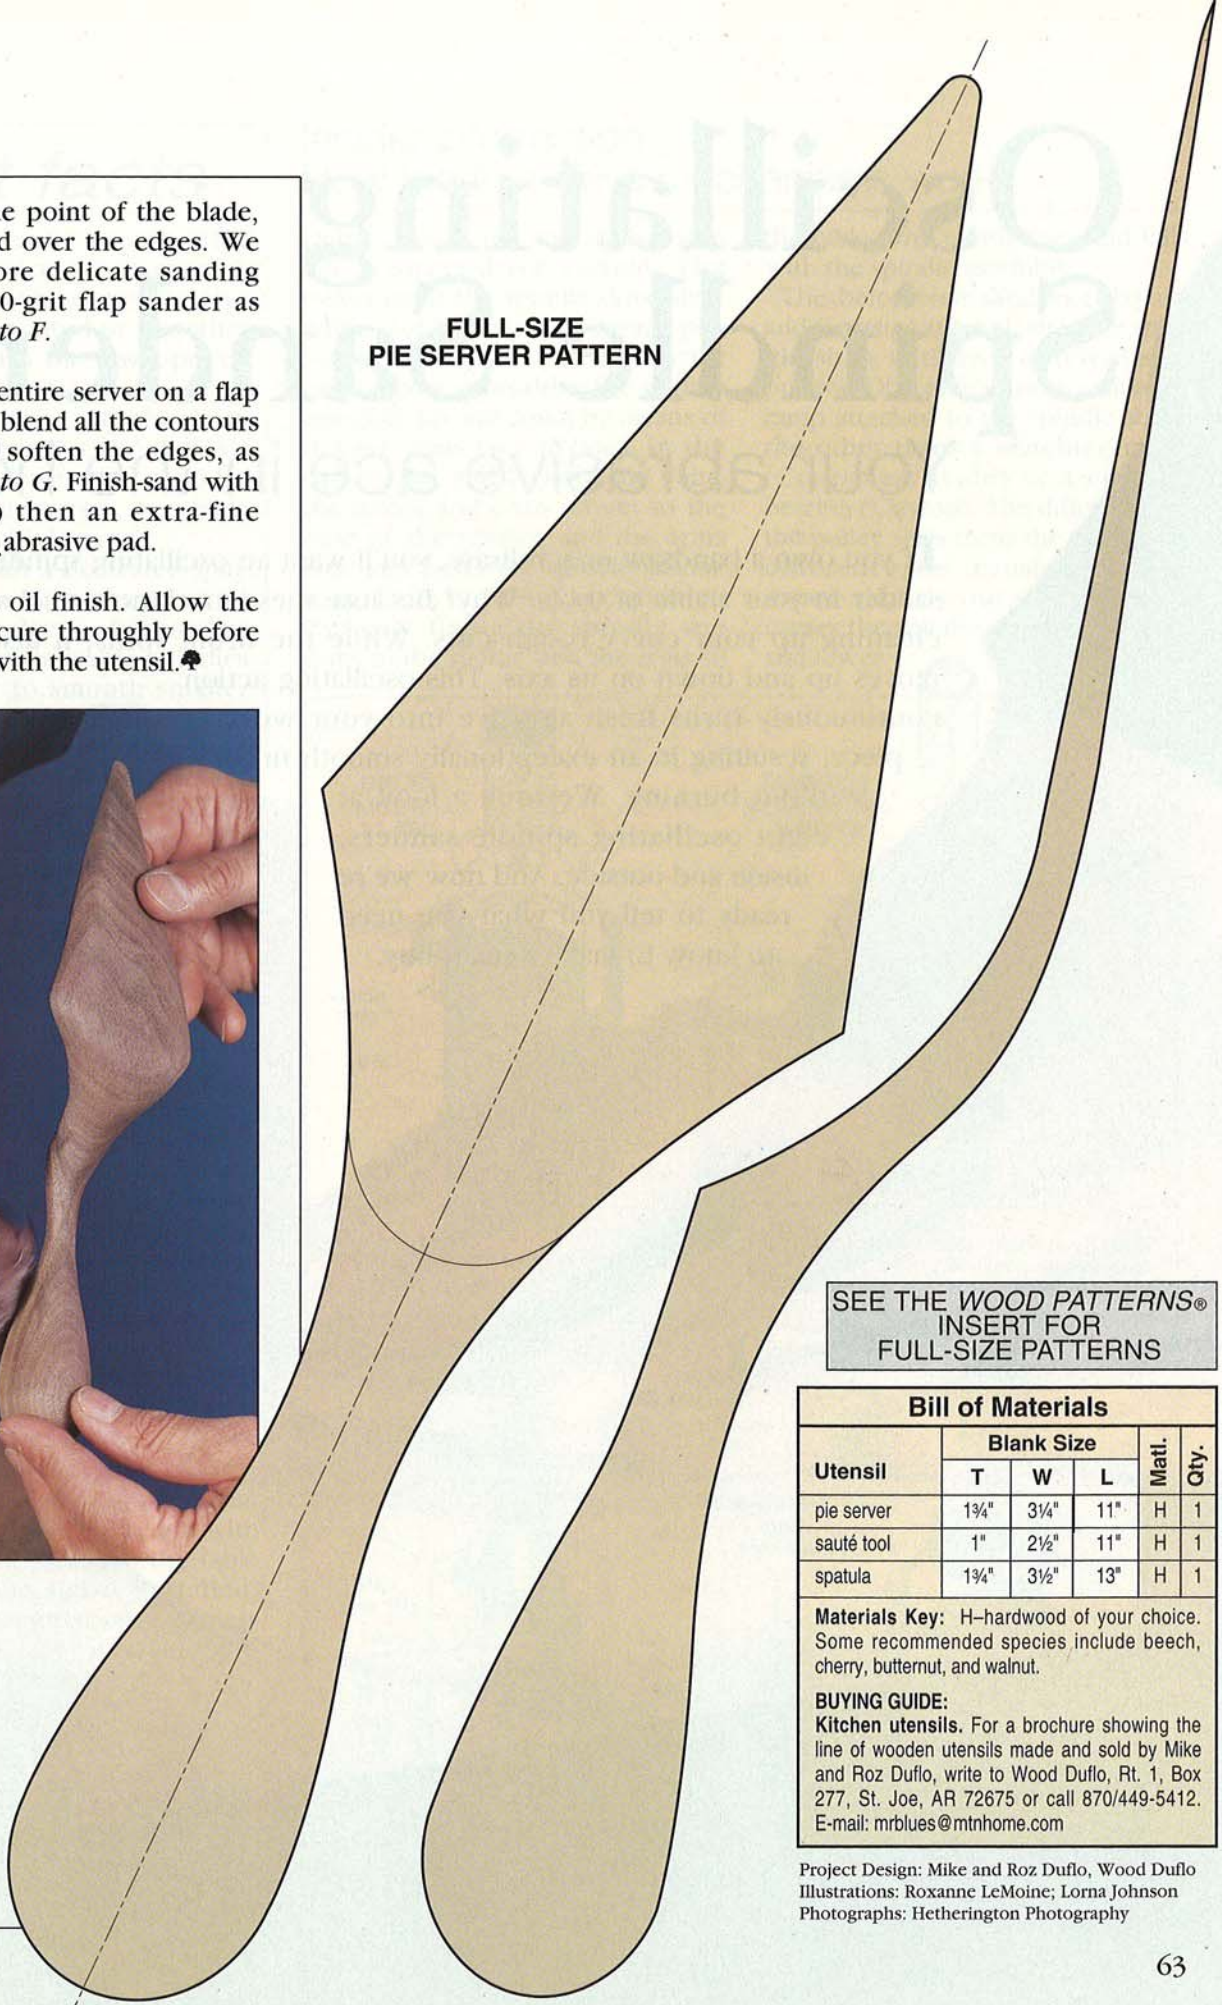 e point of the blade,
d over the edges. We
ore delicate sanding
0-grit flap sander as
to F.
entire server on a flap
blend all the contours
soften the edges, as
to G. Finish-sand with
then an extra-fine
abrasive pad.
oil finish. Allow the
cure throughly before
with the utensil.
FULL-SIZE
PIE SERVER PATTERN
SEE THE WOOD PATTERNS®
INSERT FOR
FULL-SIZE PATTERNS
Bill of Materials
Utensil Blank Size Matl. Qty.
T W L
pie server 1¾" 3¼" 11" H 1
sauté tool 1" 2½" 11" H 1
spatula 1¾" 3½" 13" H 1
Materials Key: H–hardwood of your choice.
Some recommended species include beech,
cherry, butternut, and walnut.
BUYING GUIDE:
Kitchen utensils. For a brochure showing the
line of wooden utensils made and sold by Mike
and Roz Duflo, write to Wood Duflo, Rt. 1, Box
277, St. Joe, AR 72675 or call 870/449-5412.
E-mail: mrblues@mtnhome.com
Project Design: Mike and Roz Duflo, Wood Duflo
Illustrations: Roxanne LeMoine; Lorna Johnson
Photographs: Hetherington Photography
63